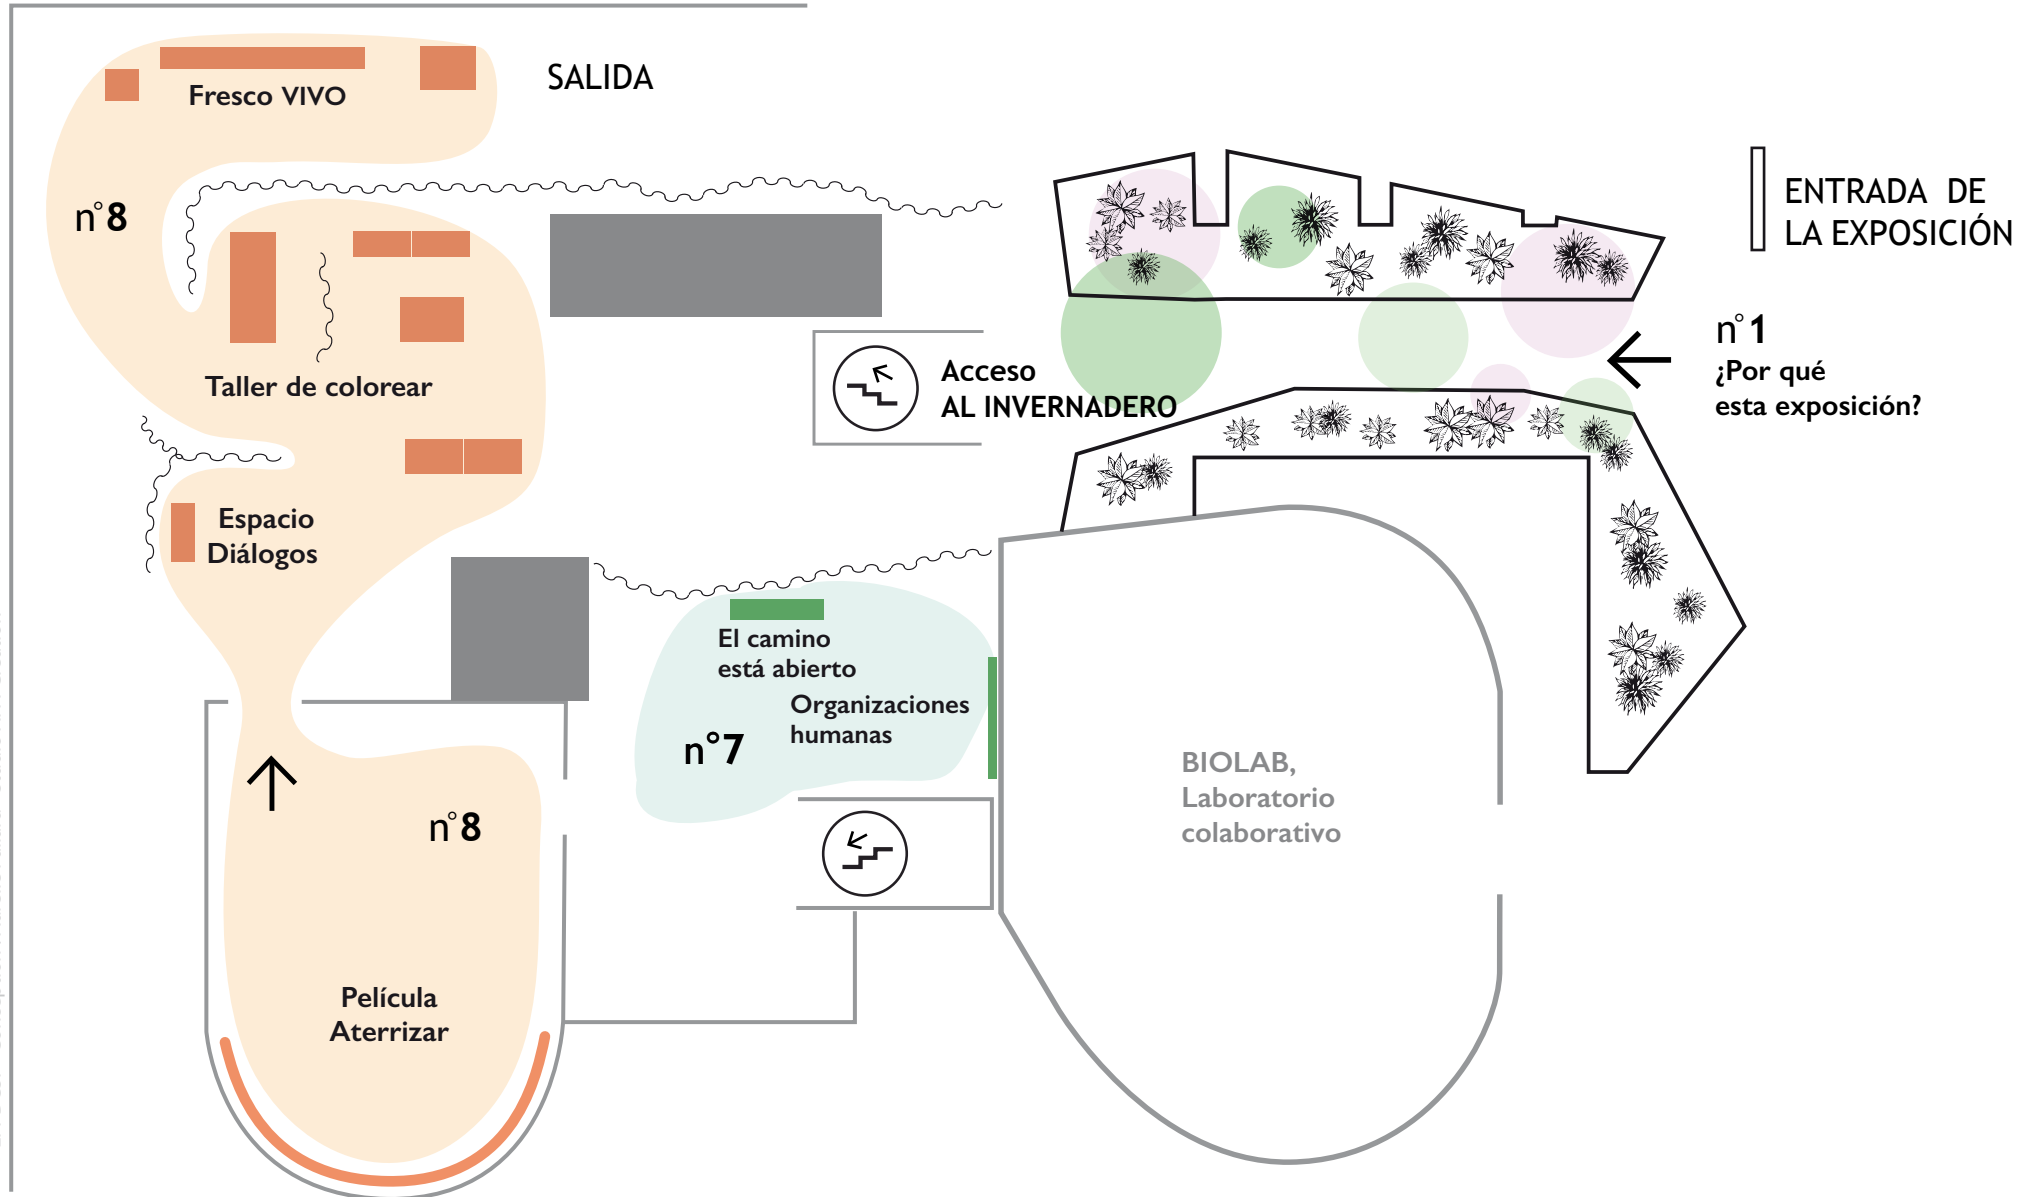 SALIDA
Fresco VIVO
n°8
ENTRADA DE
LA EXPOSICIÓN
n°1
¿Por qué
esta exposición?
Acceso
AL INVERNADERO
Taller de colorear
Espacio
Diálogos
El camino
está abierto
Organizaciones
humanas
n°7
BIOLAB,
Laboratorio
colaborativo
n°8
Película
Aterrizar